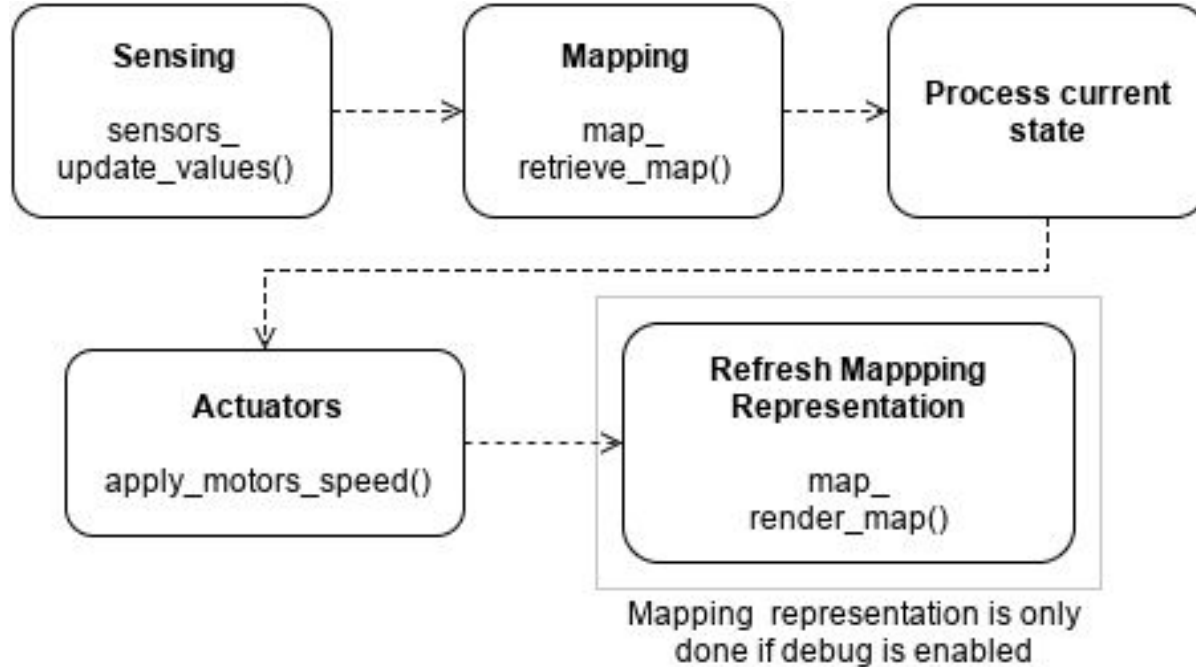 Sensing
sensors_
update_values()
Mapping
map_
retrieve_map()
Process current
state
Actuators
apply_motors_speed()
Refresh Mappping
Representation
map_
render_map()
Mapping representation is only
done if debug is enabled